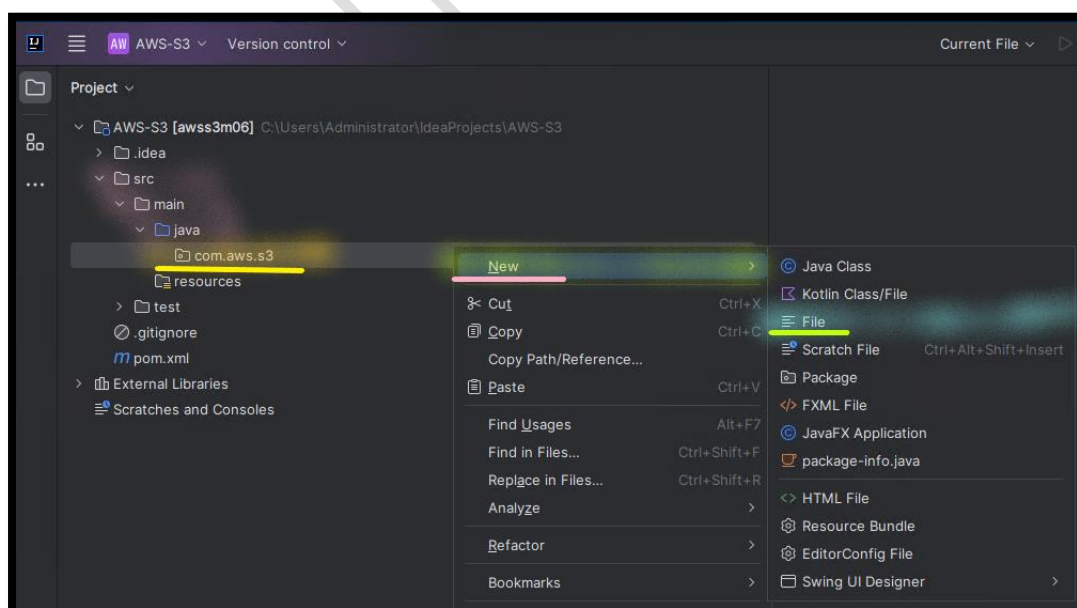 AW AWS-S3 Version control Current File
Project
AWS-S3 [awss3m06] C:\Users\Administrator\IdeaProjects\AWS-S3
.idea
src
main
java
com.aws.s3
resources
test
.gitignore
m pom.xml
External Libraries
Scratches and Consoles
New
Cut Ctrl+X
Copy Ctrl+C
Copy Path/Reference...
Paste Ctrl+V
Find Usages Alt+F7
Find in Files... Ctrl+Shift+F
Replace in Files... Ctrl+Shift+R
Analyze
Refactor
Bookmarks
Java Class
Kotlin Class/File
File
Scratch File Ctrl+Alt+Shift+Insert
Package
FXML File
JavaFX Application
package-info.java
HTML File
Resource Bundle
EditorConfig File
Swing UI Designer